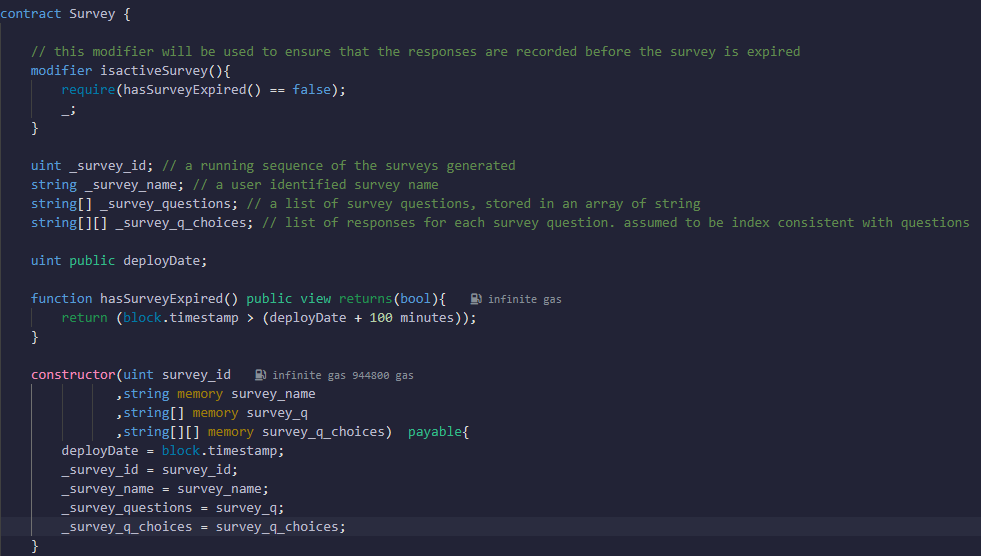 contract Survey {
// this modifier will be used to ensure that the responses are recorded before the survey is expired
modifier isactiveSurvey(){
require(hasSurveyExpired() == false);
_;
}
uint _survey_id; // a running sequence of the surveys generated
string _survey_name; // a user identified survey name
string[] _survey_questions; // a list of survey questions, stored in an array of string
string[][] _survey_q_choices; // list of responses for each survey question. assumed to be index consistent with questions
uint public deployDate;
function hasSurveyExpired() public view returns(bool){ infinite gas
return (block.timestamp > (deployDate + 100 minutes));
}
constructor(uint survey_id infinite gas 944800 gas
,string memory survey_name
,string[] memory survey_q
,string[][] memory survey_q_choices) payable{
deployDate = block.timestamp;
_survey_id = survey_id;
_survey_name = survey_name;
_survey_questions = survey_q;
_survey_q_choices = survey_q_choices;
}